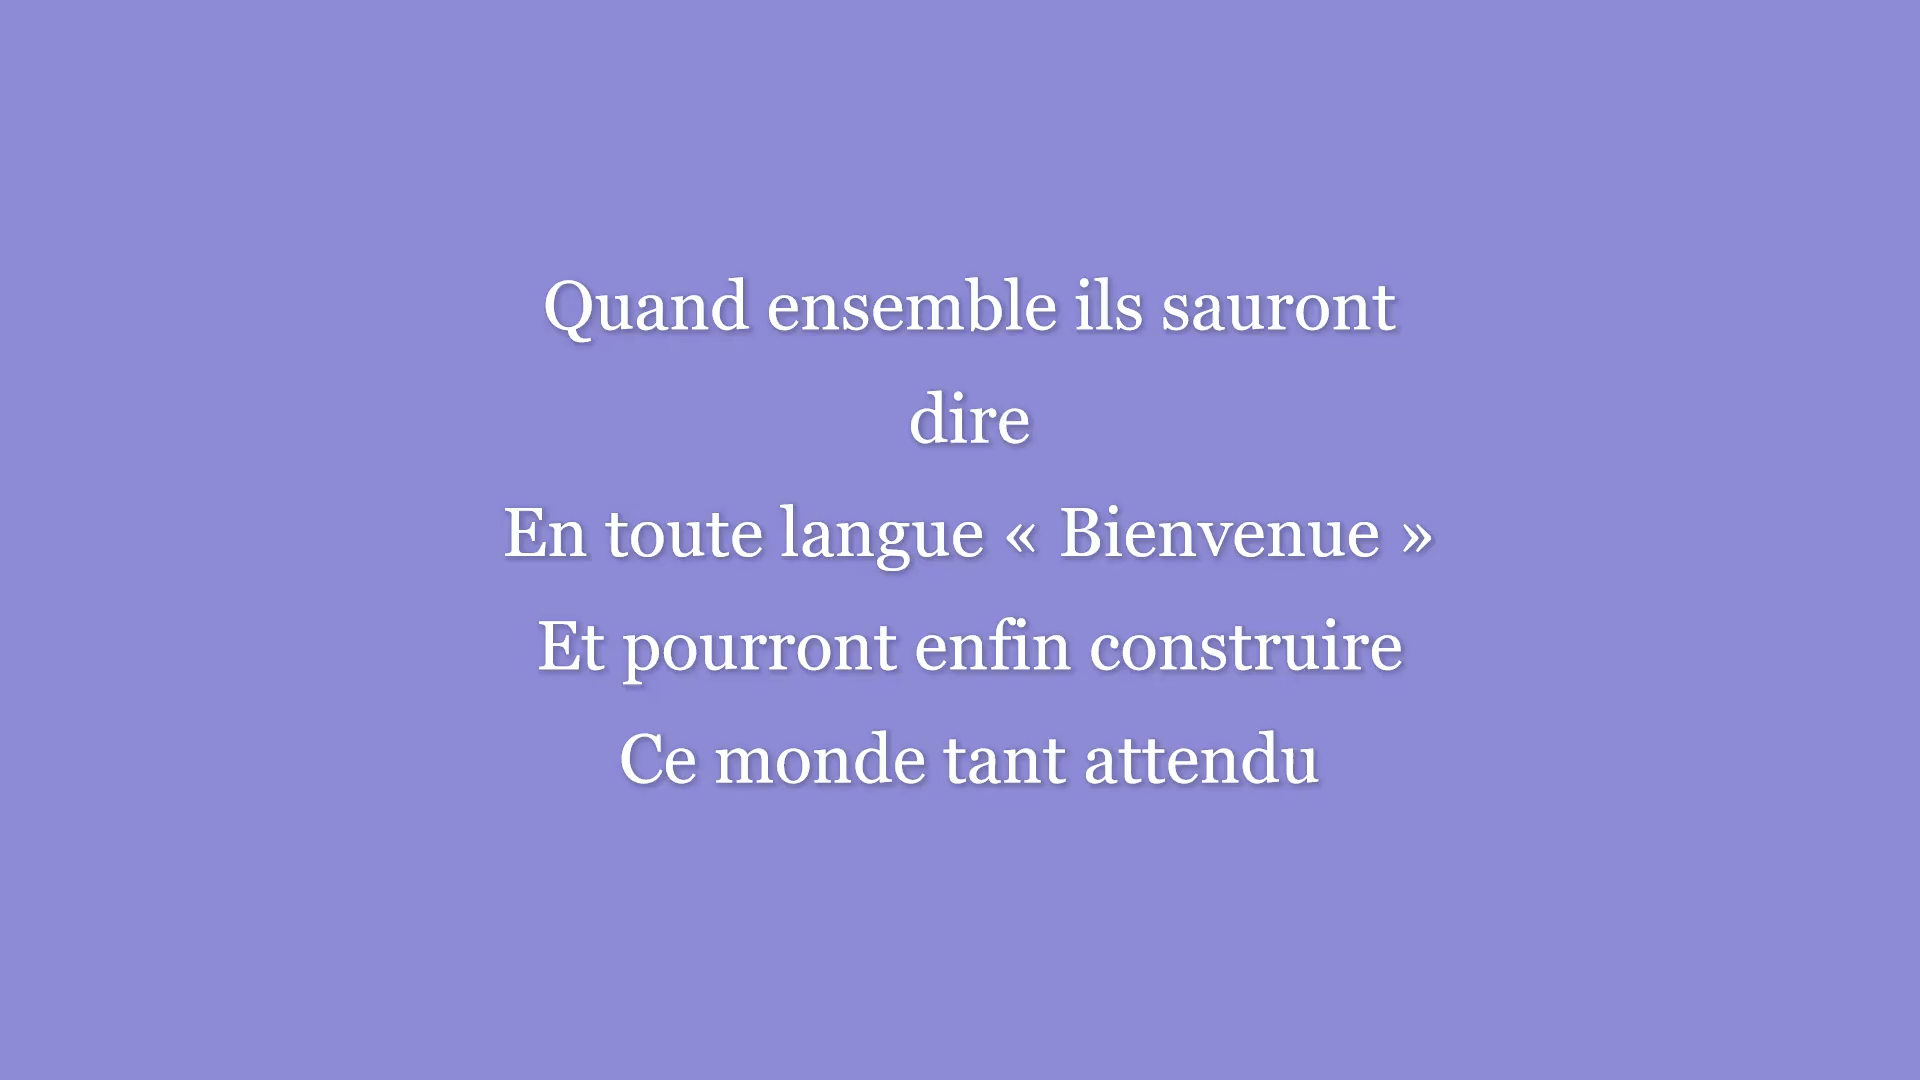 Quand ensemble ils sauront
dire
En toute langue « Bienvenue »
Et pourront enfin construire
Ce monde tant attendu